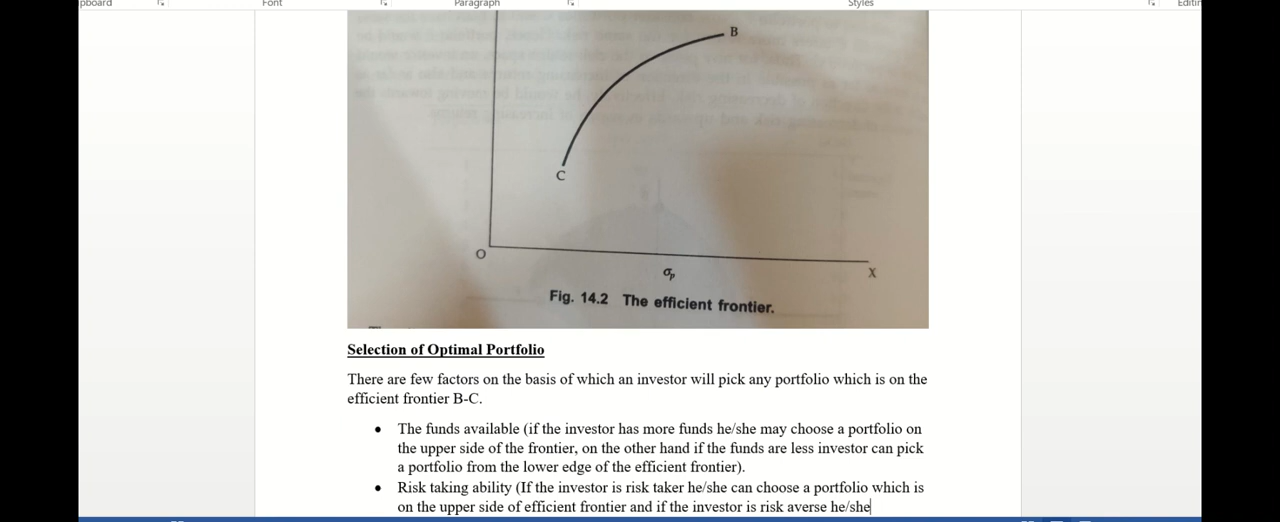 pboard
Font
Paragraph
Styles
Editin
B
C
O
σp
X
Fig. 14.2 The efficient frontier.
Selection of Optimal Portfolio
There are few factors on the basis of which an investor will pick any portfolio which is on the
efficient frontier B-C.
• The funds available (if the investor has more funds he/she may choose a portfolio on
the upper side of the frontier, on the other hand if the funds are less investor can pick
a portfolio from the lower edge of the efficient frontier).
• Risk taking ability (If the investor is risk taker he/she can choose a portfolio which is
on the upper side of efficient frontier and if the investor is risk averse he/she